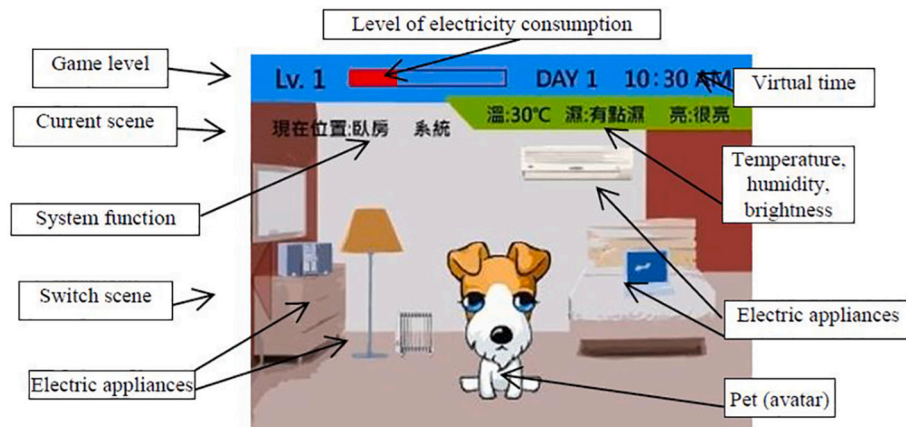 Level of electricity consumption
Game level
Lv. 1 DAY 1 10:30 AM
Virtual time
Current scene
溫:30℃ 濕:有點濕 亮:很亮
現在位置:臥房 系統
Temperature,
humidity,
brightness
System function
Switch scene
Electric appliances
Electric appliances
Pet (avatar)